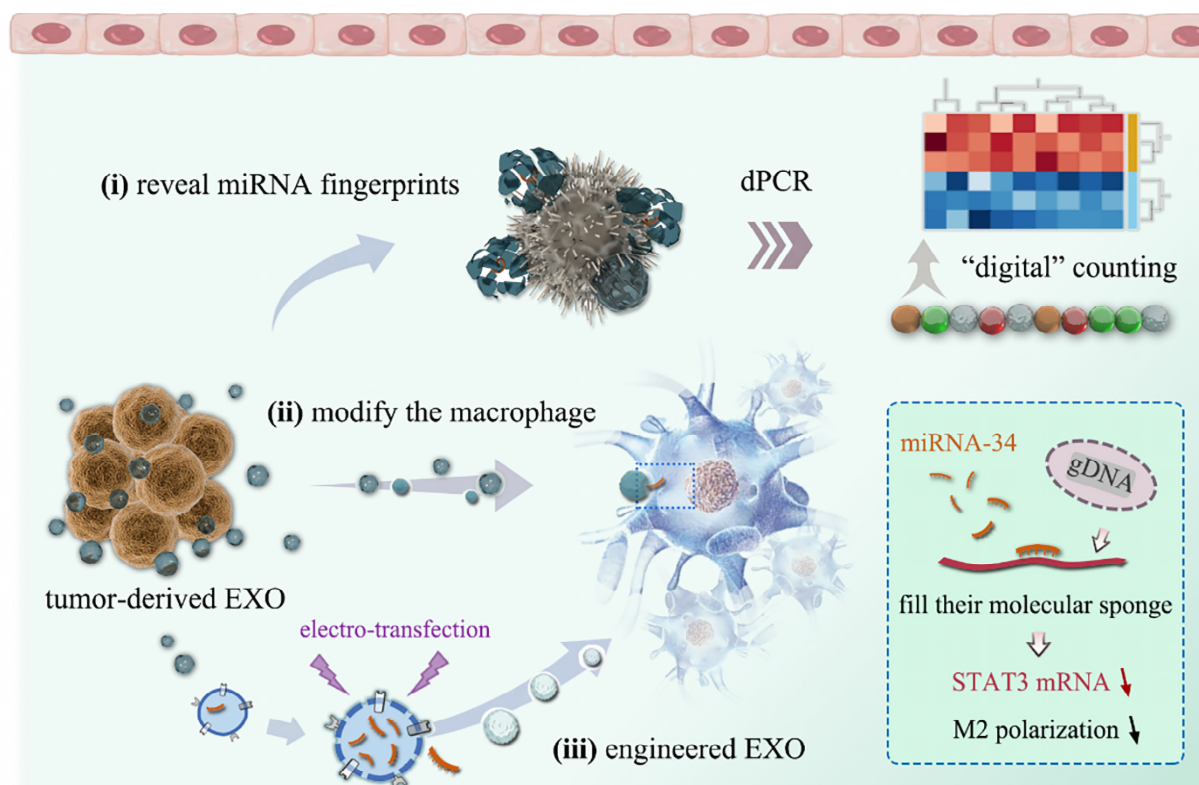 (i) reveal miRNA fingerprints
dPCR
“digital” counting
(ii) modify the macrophage
tumor-derived EXO
electro-transfection
(iii) engineered EXO
miRNA-34
gDNA
fill their molecular sponge
STAT3 mRNA
M2 polarization